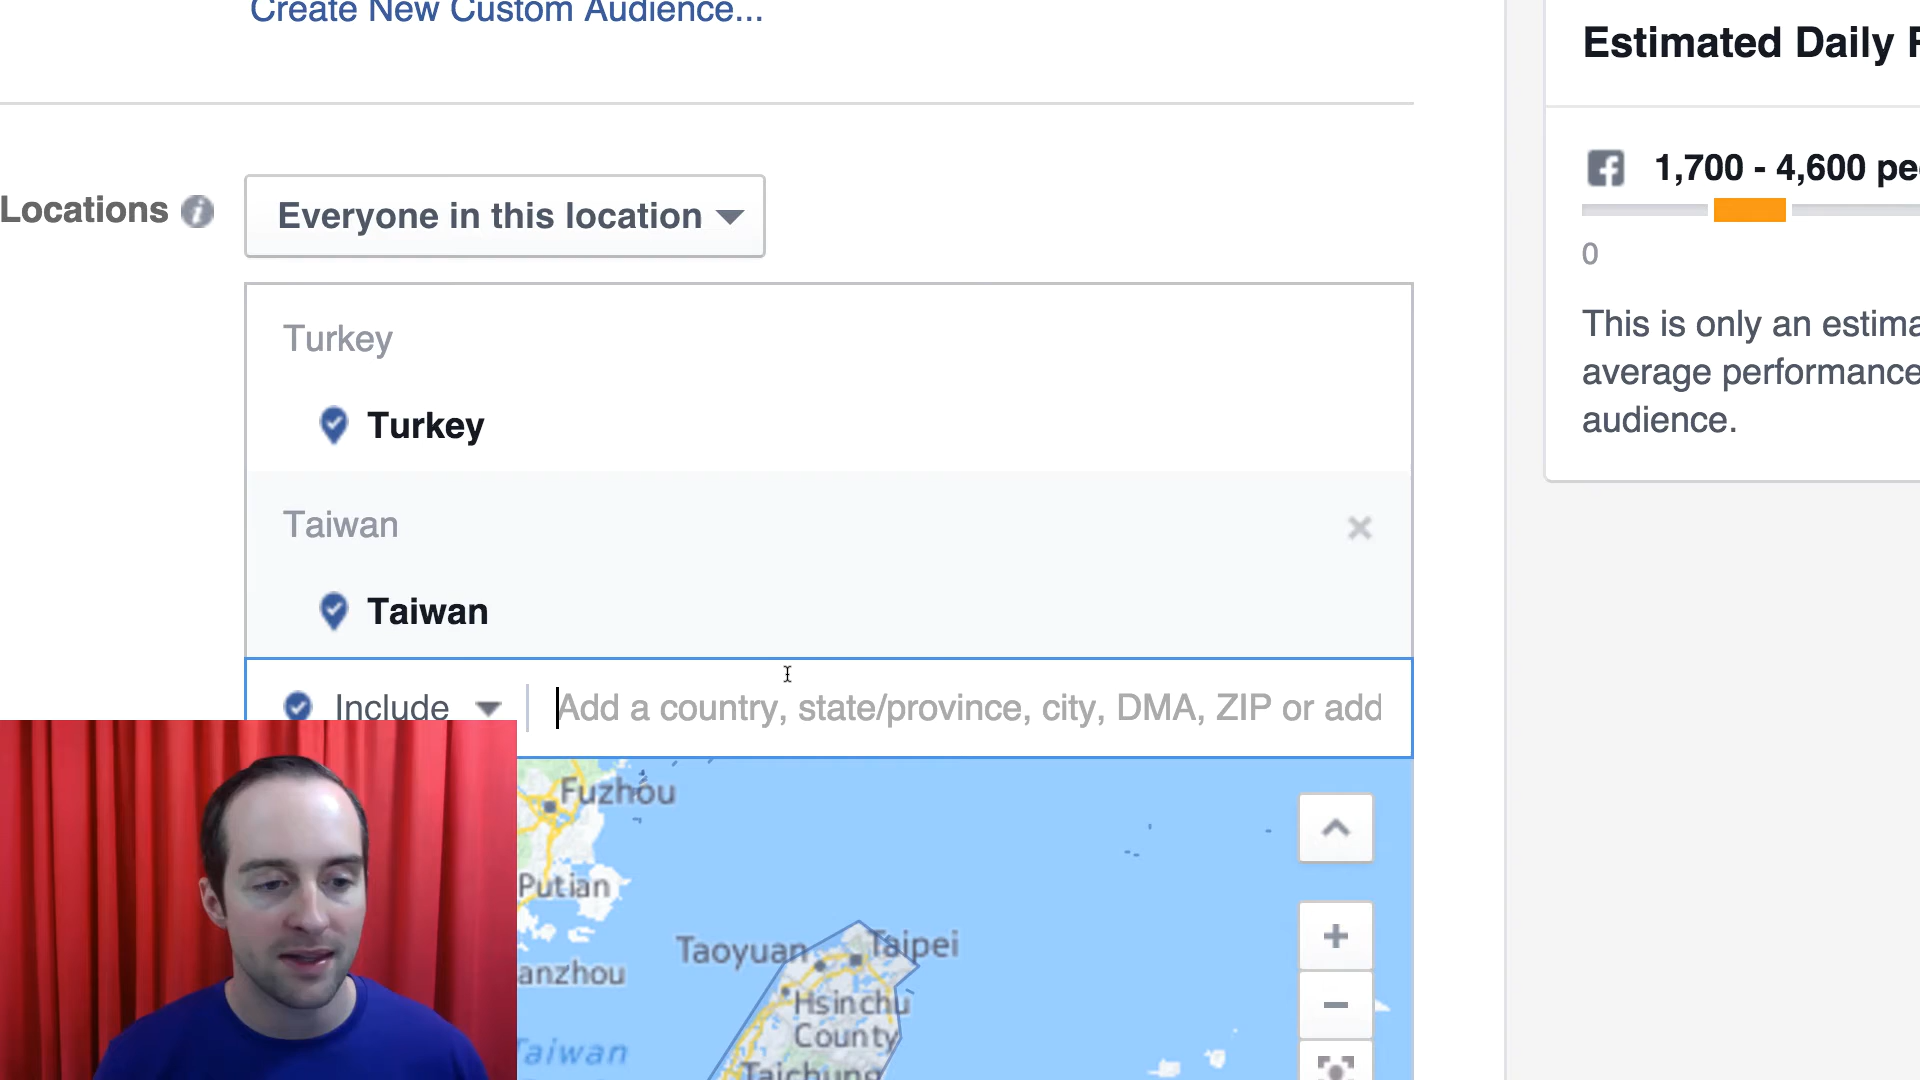 Create New Custom Audience...
Locations
Everyone in this location
Turkey
Turkey
Taiwan
Taiwan
Include
Add a country, state/province, city, DMA, ZIP or add
Fuzhou
Putian
anzhou
Taoyuan
Taipei
Hsinchu
County
Taiwan
Taichung
Estimated Daily
1,700 - 4,600 pe
0
This is only an estima
average performance
audience.